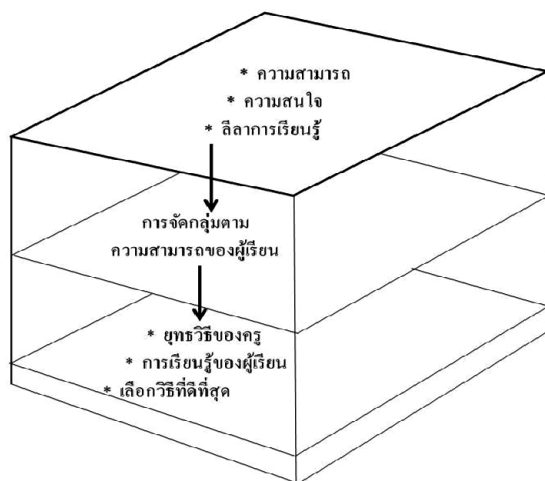 * ความสามารถ
* ความสนใจ
* ลีลาการเรียนรู้
การจัดกลุ่มตาม
ความสามารถของผู้เรียน
* ยุทธวิธีของครู
* การเรียนรู้ของผู้เรียน
* เลือกวิธีที่ดีที่สุด